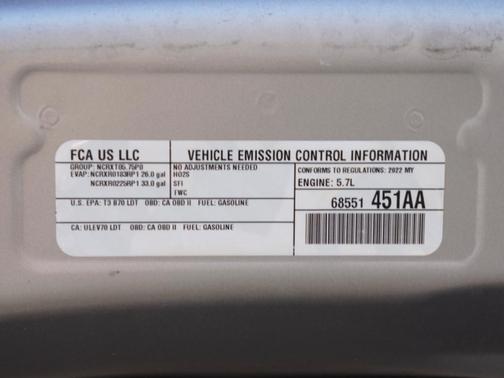 FCA US LLC
GROUP: NCRXT05.75P0
EVAP: NCRXR0183RP1 26.0 gal
NCRXR0225RP1 33.0 gal
VEHICLE EMISSION CONTROL INFORMATION
NO ADJUSTMENTS NEEDED
HO2S
SFI
TWC
CONFORMS TO REGULATIONS: 2022 MY
ENGINE: 5.7L
U.S. EPA: T3 B70 LDT OBD: CA OBD II FUEL: GASOLINE
68551 451AA
CA: ULEV70 LDT OBD: CA OBD II FUEL: GASOLINE